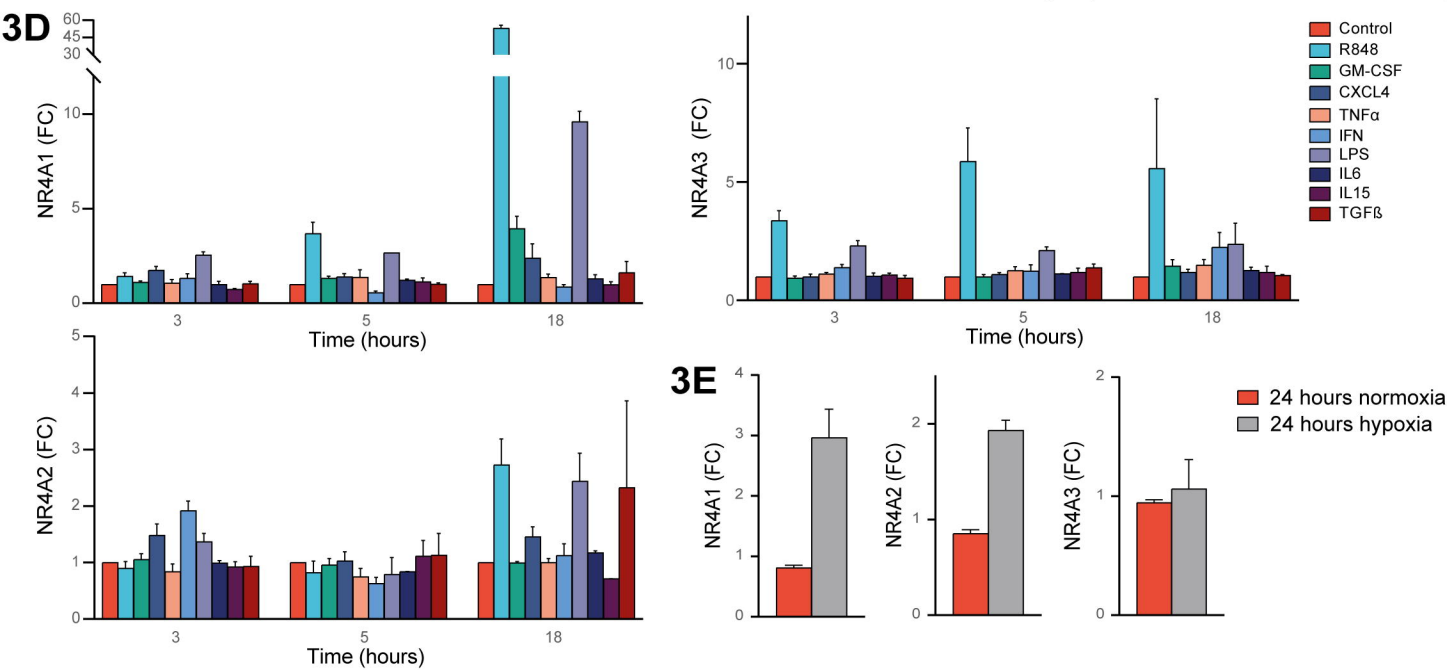 3D
60
45
30
10
5
0
NR4A1 (FC)
3
5
18
Time (hours)
10
5
0
NR4A3 (FC)
3
5
18
Time (hours)
Control
R848
GM-CSF
CXCL4
TNFα
IFN
LPS
IL6
IL15
TGFß
5
4
3
2
1
0
NR4A2 (FC)
3
5
18
Time (hours)
3E
4
3
2
1
0
NR4A1 (FC)
2
1
0
NR4A2 (FC)
2
1
0
NR4A3 (FC)
24 hours normoxia
24 hours hypoxia